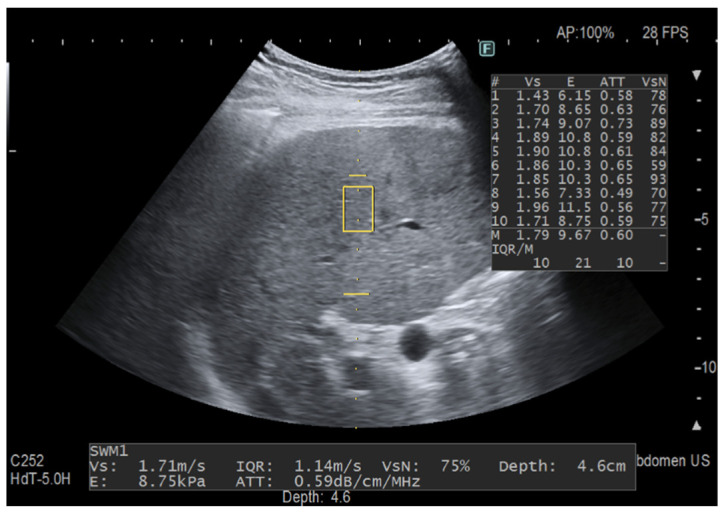 AP:100% 28 FPS
F
# Vs E ATT VsN
1 1.43 6.15 0.58 78
2 1.70 8.65 0.63 76
3 1.74 9.07 0.73 89
4 1.89 10.8 0.59 82
5 1.90 10.8 0.61 84
6 1.86 10.3 0.65 59
7 1.85 10.3 0.65 93
8 1.56 7.33 0.49 70
9 1.96 11.5 0.56 77
10 1.71 8.75 0.59 75
M 1.79 9.67 0.60 -
IQR/M
10 21 10 -
-5
-10
C252
HdT-5.0H
SWM1
Vs: 1.71m/s IQR: 1.14m/s VsN: 75% Depth: 4.6cm
E: 8.75kPa ATT: 0.59dB/cm/MHz
bdomen US
Depth: 4.6